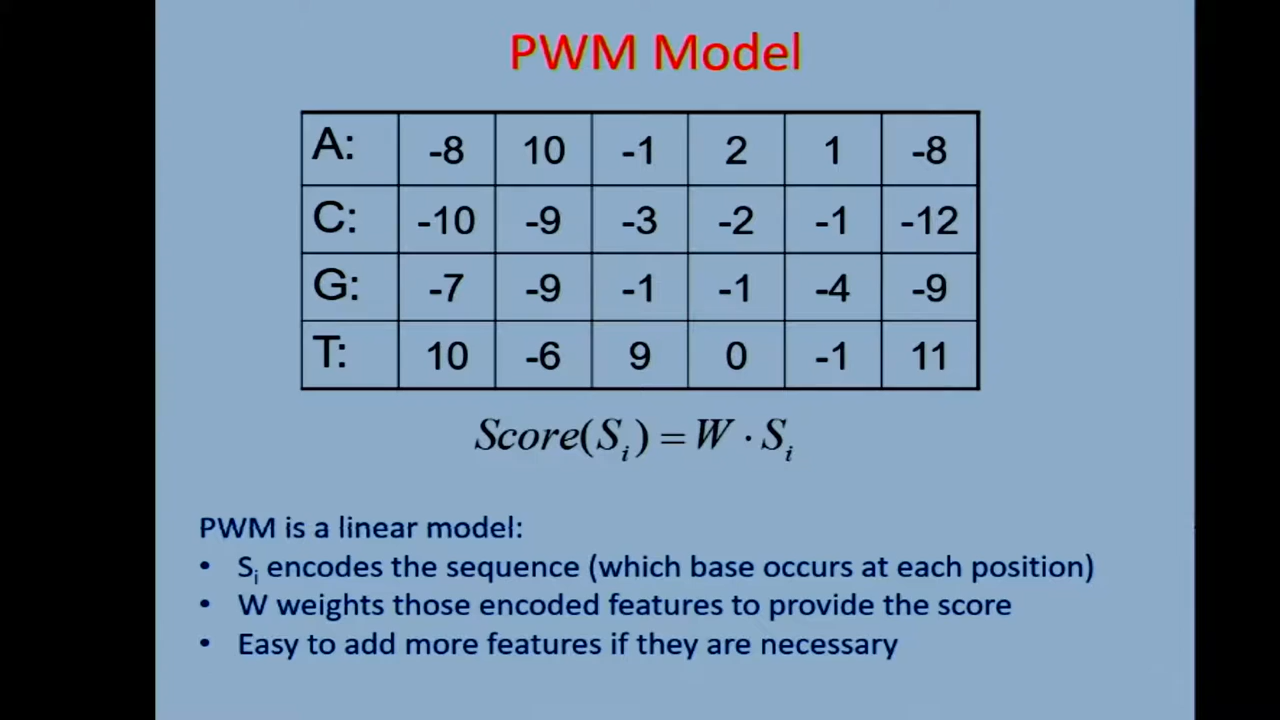 PWM Model
A: -8 10 -1 2 1 -8
C: -10 -9 -3 -2 -1 -12
G: -7 -9 -1 -1 -4 -9
T: 10 -6 9 0 -1 11
Score(Sᵢ) = W · Sᵢ
PWM is a linear model:
• Sᵢ encodes the sequence (which base occurs at each position)
• W weights those encoded features to provide the score
• Easy to add more features if they are necessary